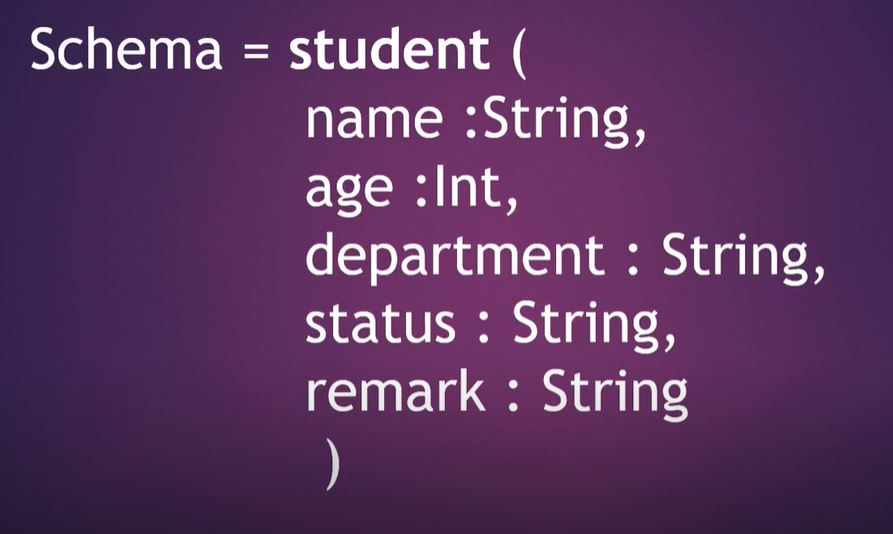 Schema = student (
name :String,
age :Int,
department : String,
status : String,
remark : String
)